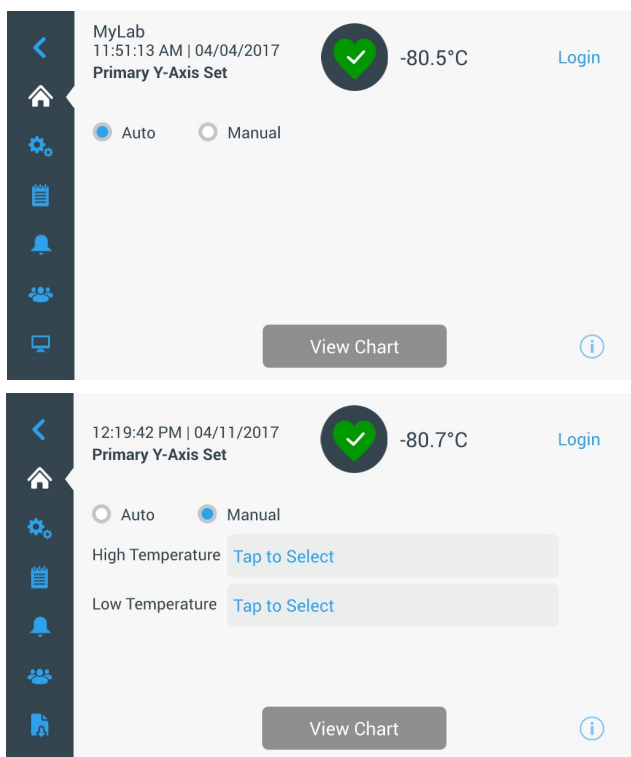 MyLab
11:51:13 AM | 04/04/2017
Primary Y-Axis Set
-80.5°C
Login
Auto
Manual
View Chart
i
12:19:42 PM | 04/11/2017
Primary Y-Axis Set
-80.7°C
Login
Auto
Manual
High Temperature Tap to Select
Low Temperature Tap to Select
View Chart
i